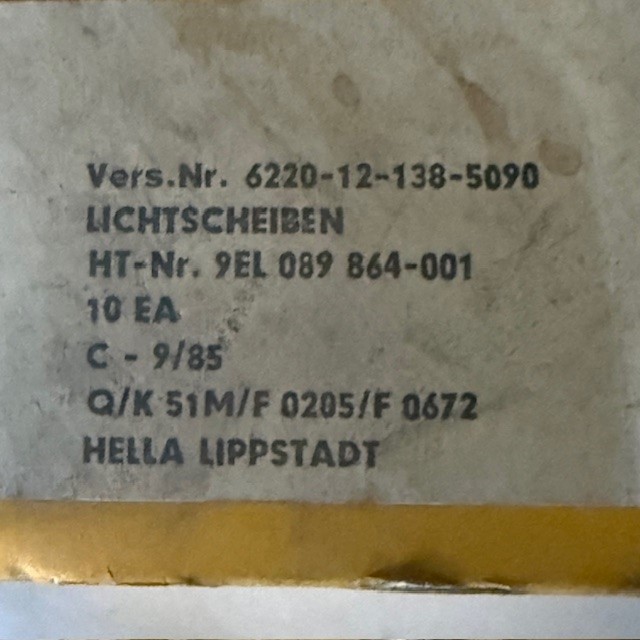 Vers.Nr. 6220-12-138-5090
LICHTSCHEIBEN
HT-Nr. 9EL 089 864-001
10 EA
C - 9/85
Q/K 51M/F 0205/F 0672
HELLA LIPPSTADT